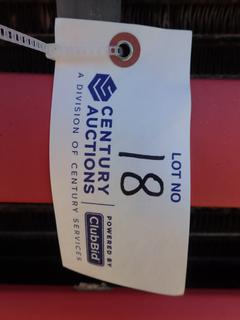 LOT NO
18
CENTURY
AUCTIONS
A DIVISION OF CENTURY SERVICES
POWERED BY
ClubBid